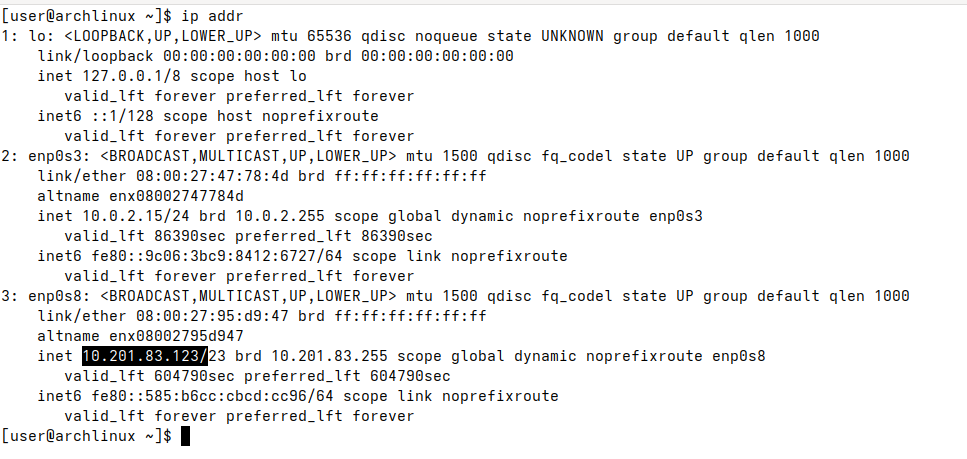 [user@archlinux ~]$ ip addr
1: lo: <LOOPBACK,UP,LOWER_UP> mtu 65536 qdisc noqueue state UNKNOWN group default qlen 1000
    link/loopback 00:00:00:00:00:00 brd 00:00:00:00:00:00
    inet 127.0.0.1/8 scope host lo
       valid_lft forever preferred_lft forever
    inet6 ::1/128 scope host noprefixroute
       valid_lft forever preferred_lft forever
2: enp0s3: <BROADCAST,MULTICAST,UP,LOWER_UP> mtu 1500 qdisc fq_codel state UP group default qlen 1000
    link/ether 08:00:27:47:78:4d brd ff:ff:ff:ff:ff:ff
    altname enx08002747784d
    inet 10.0.2.15/24 brd 10.0.2.255 scope global dynamic noprefixroute enp0s3
       valid_lft 86390sec preferred_lft 86390sec
    inet6 fe80::9c06:3bc9:8412:6727/64 scope link noprefixroute
       valid_lft forever preferred_lft forever
3: enp0s8: <BROADCAST,MULTICAST,UP,LOWER_UP> mtu 1500 qdisc fq_codel state UP group default qlen 1000
    link/ether 08:00:27:95:d9:47 brd ff:ff:ff:ff:ff:ff
    altname enx08002795d947
    inet 10.201.83.123/23 brd 10.201.83.255 scope global dynamic noprefixroute enp0s8
       valid_lft 604790sec preferred_lft 604790sec
    inet6 fe80::585:b6cc:cbcd:cc96/64 scope link noprefixroute
       valid_lft forever preferred_lft forever
[user@archlinux ~]$